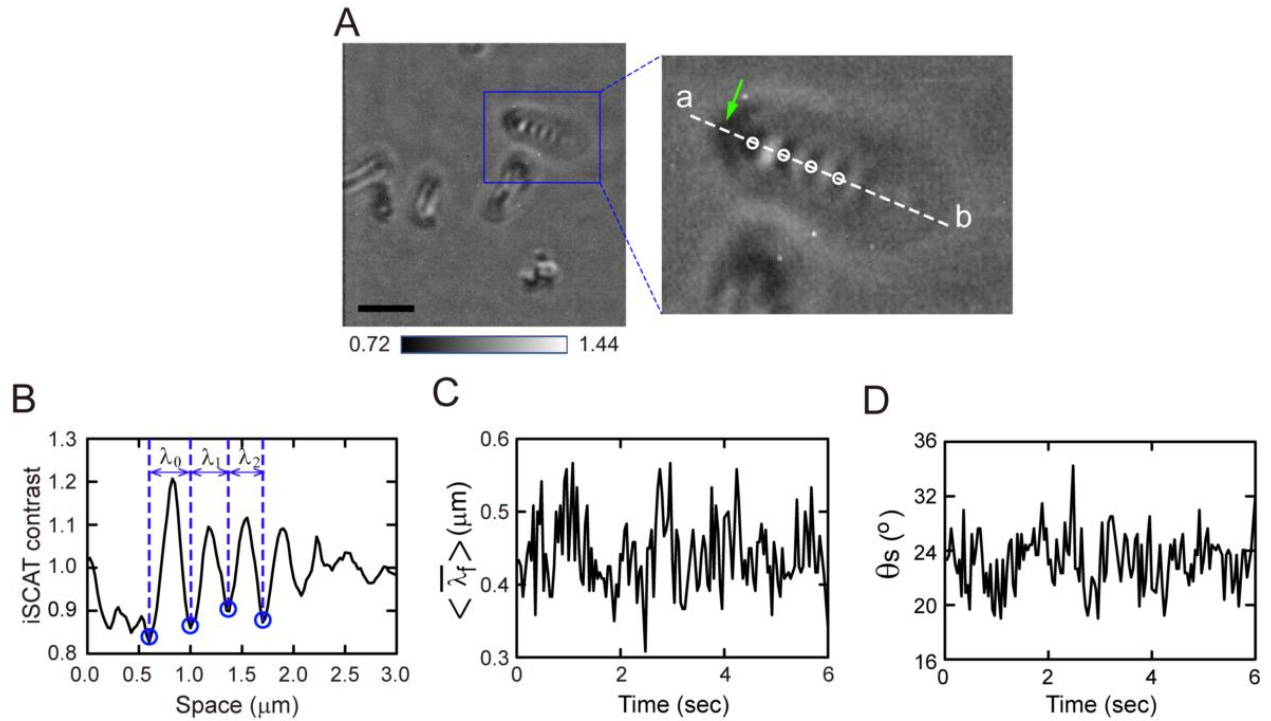 A
a
b
0.72
1.44
B
1.3
1.2
1.1
1.0
0.9
0.8
iSCAT contrast
λ0
λ1
λ2
0.0
0.5
1.0
1.5
2.0
2.5
3.0
Space (μm)
C
0.6
0.5
0.4
0.3
< λf > (μm)
0
2
4
6
Time (sec)
D
36
32
24
20
16
θs (°)
0
2
4
6
Time (sec)